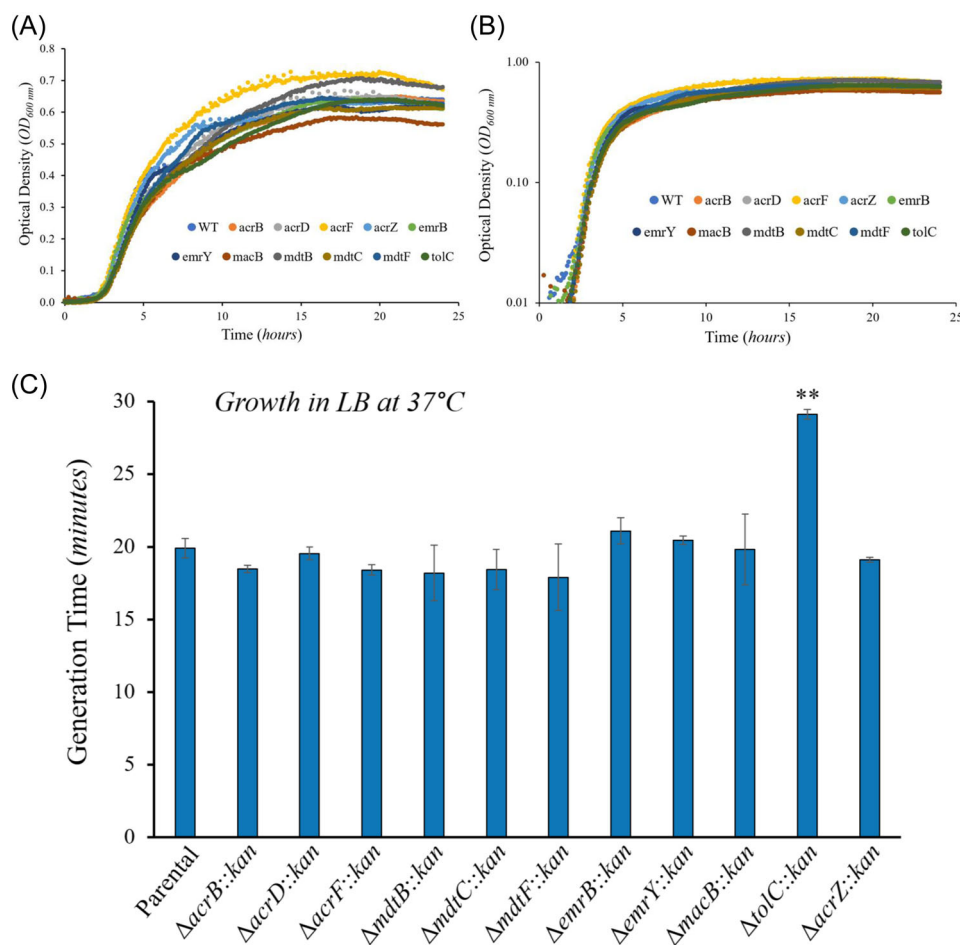 (A)
0.8
0.7
0.6
0.5
0.4
0.3
0.2
0.1
0.0
Optical Density (OD600 nm)
WT acrB acrD acrF acrZ emrB
emrY macB mdtB mdtC mdtF tolC
0 5 10 15 20 25
Time (hours)
(B)
1.00
0.10
0.01
Optical Density (OD600 nm)
WT acrB acrD acrF acrZ emrB
emrY macB mdtB mdtC mdtF tolC
0 5 10 15 20 25
Time (hours)
(C)
Growth in LB at 37°C
**
30
25
20
15
10
5
0
Generation Time (minutes)
Parental
ΔacrB::kan
ΔacrD::kan
ΔacrF::kan
ΔmdtB::kan
ΔmdtC::kan
ΔmdtF::kan
ΔemrB::kan
ΔemrY::kan
ΔmacB::kan
ΔtolC::kan
ΔacrZ::kan